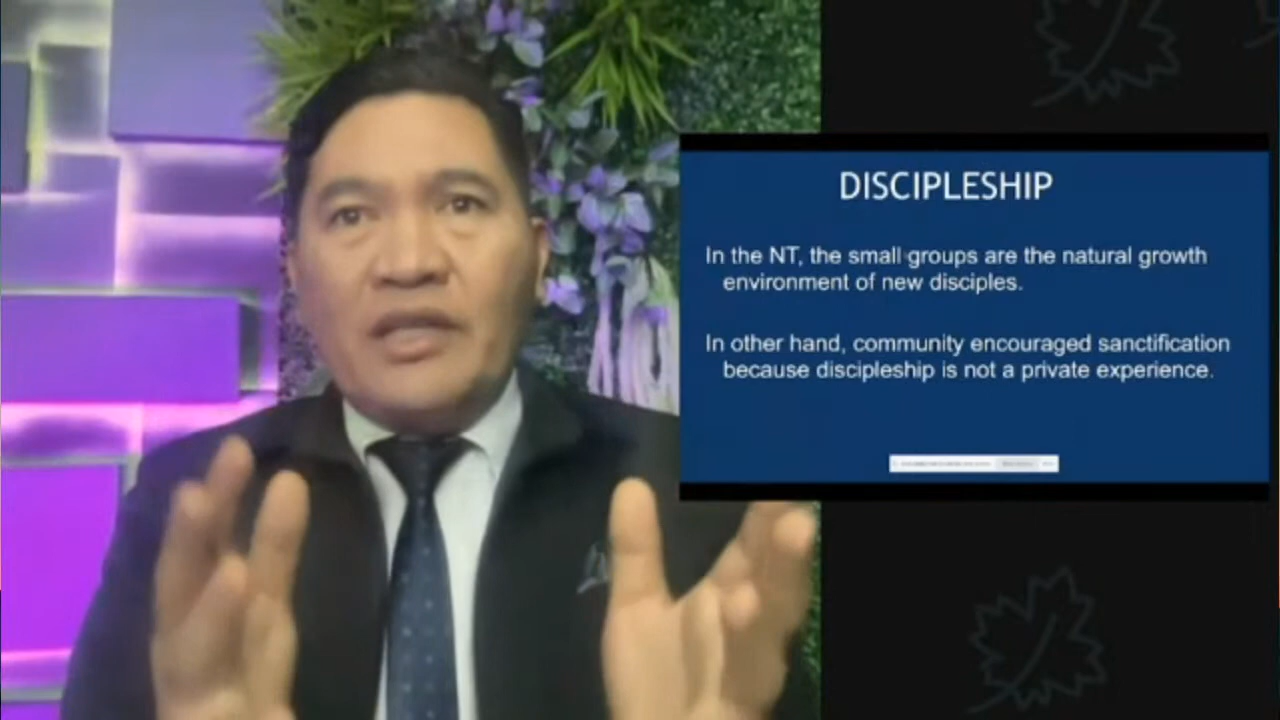 DISCIPLESHIP
In the NT, the small groups are the natural growth
environment of new disciples.
In other hand, community encouraged sanctification
because discipleship is not a private experience.